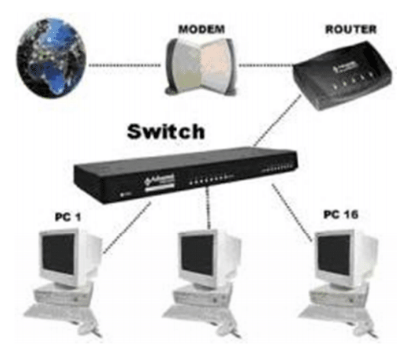 MODEM
ROUTER
Switch
PC 1
PC 16